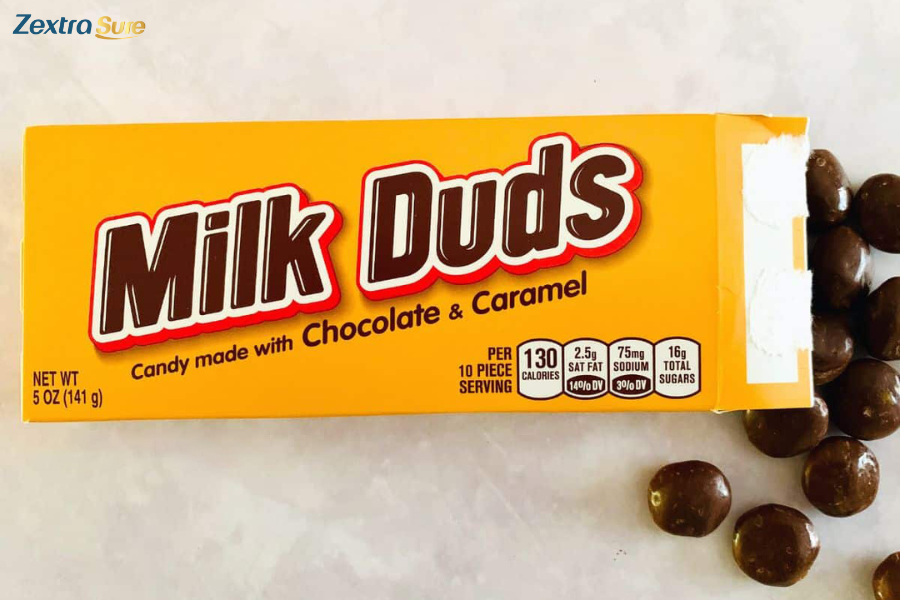 Zextra Sure
Milk Duds
Candy made with Chocolate & Caramel
NET WT
5 OZ (141 g)
PER
10 PIECE
SERVING
130
CALORIES
2.5g
SAT FAT
14% DV
75mg
SODIUM
3% DV
16g
TOTAL
SUGARS